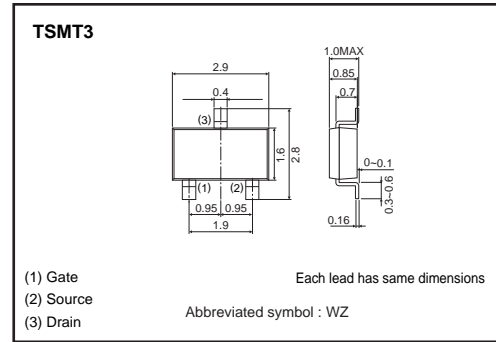 TSMT3
1.0MAX
2.9
0.85
0.4
0.7
(3)
1.6
2.8
0~0.1
(1)
(2)
0.3~0.6
0.95
0.95
0.16
1.9
(1) Gate
Each lead has same dimensions
(2) Source
(3) Drain
Abbreviated symbol : WZ